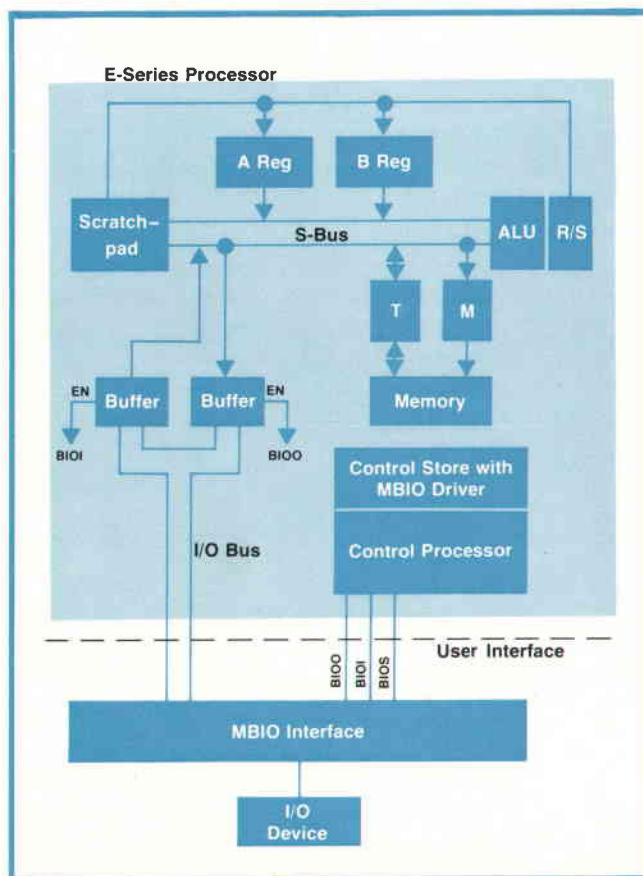 E-Series Processor
A Reg
B Reg
Scratch-
pad
S-Bus
ALU
R/S
T
M
EN
Buffer
Buffer
EN
Memory
BIOI
BIOO
Control Store with
MBIO Driver
I/O Bus
Control Processor
User Interface
BIOO
BIOI
BIOS
MBIO Interface
I/O
Device